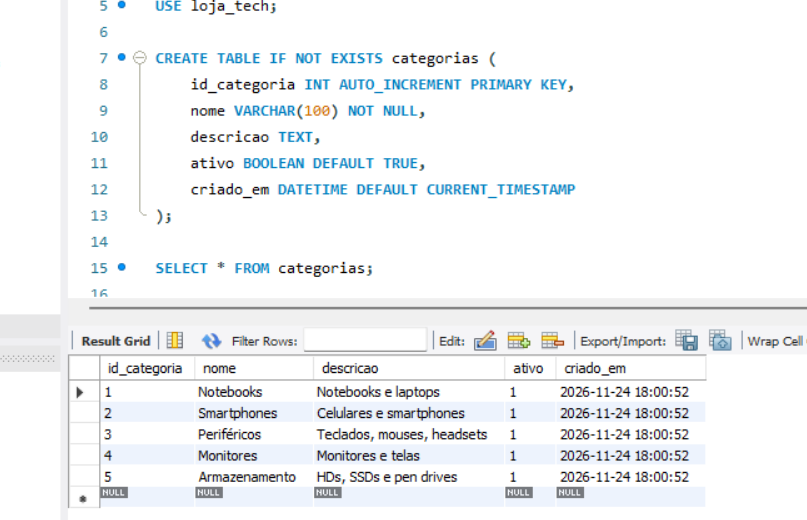 5 USE loja_tech;
6
7 CREATE TABLE IF NOT EXISTS categorias (
8 id_categoria INT AUTO_INCREMENT PRIMARY KEY,
9 nome VARCHAR(100) NOT NULL,
10 descricao TEXT,
11 ativo BOOLEAN DEFAULT TRUE,
12 criado_em DATETIME DEFAULT CURRENT_TIMESTAMP
13 );
14
15 SELECT * FROM categorias;
16
Result Grid Filter Rows: Edit: Export/Import: Wrap Cell
id_categoria nome descricao ativo criado_em
1 Notebooks Notebooks e laptops 1 2026-11-24 18:00:52
2 Smartphones Celulares e smartphones 1 2026-11-24 18:00:52
3 Periféricos Teclados, mouses, headsets 1 2026-11-24 18:00:52
4 Monitores Monitores e telas 1 2026-11-24 18:00:52
5 Armazenamento HDs, SSDs e pen drives 1 2026-11-24 18:00:52
NULL NULL NULL NULL NULL